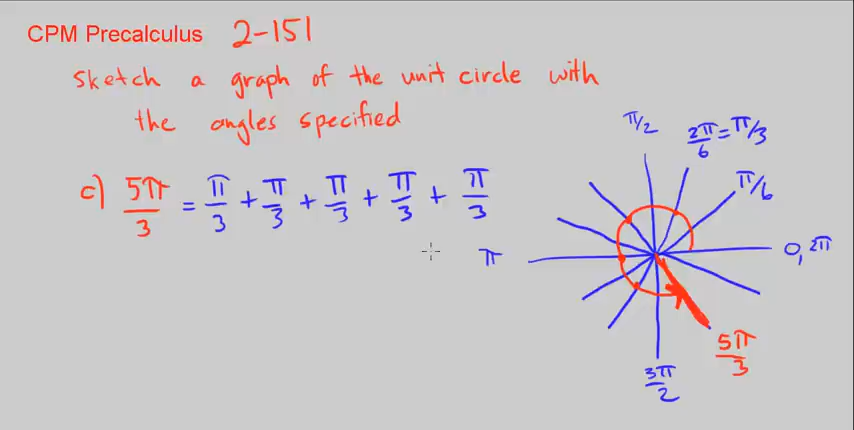 CPM Precalculus 2-151
Sketch a graph of the unit circle with
the angles specified
c) 5π/3 = π/3 + π/3 + π/3 + π/3 + π/3
π/2
2π/6 = π/3
π/6
π
0, 2π
5π/3
3π/2